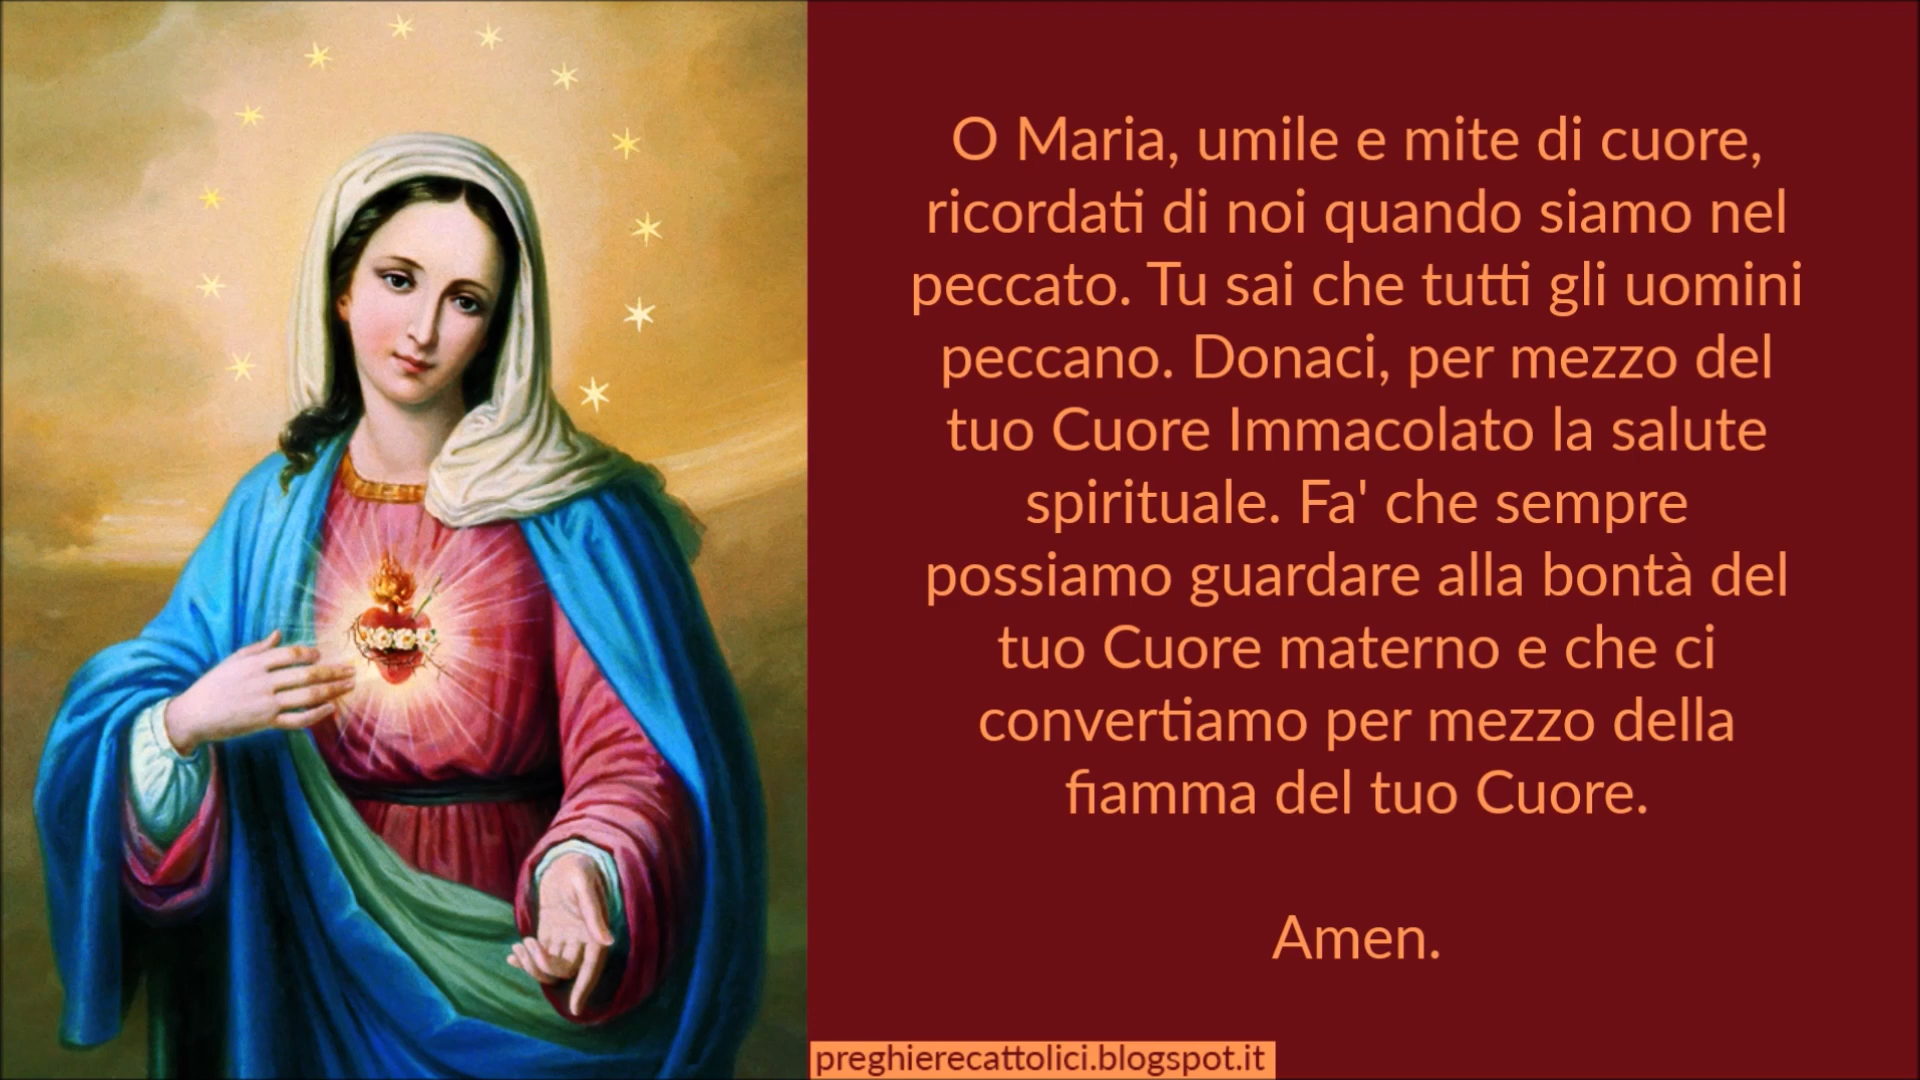 O Maria, umile e mite di cuore,
ricordati di noi quando siamo nel
peccato. Tu sai che tutti gli uomini
peccano. Donaci, per mezzo del
tuo Cuore Immacolato la salute
spirituale. Fa' che sempre
possiamo guardare alla bontà del
tuo Cuore materno e che ci
convertiamo per mezzo della
fiamma del tuo Cuore.
Amen.
preghierecattolici.blogspot.it